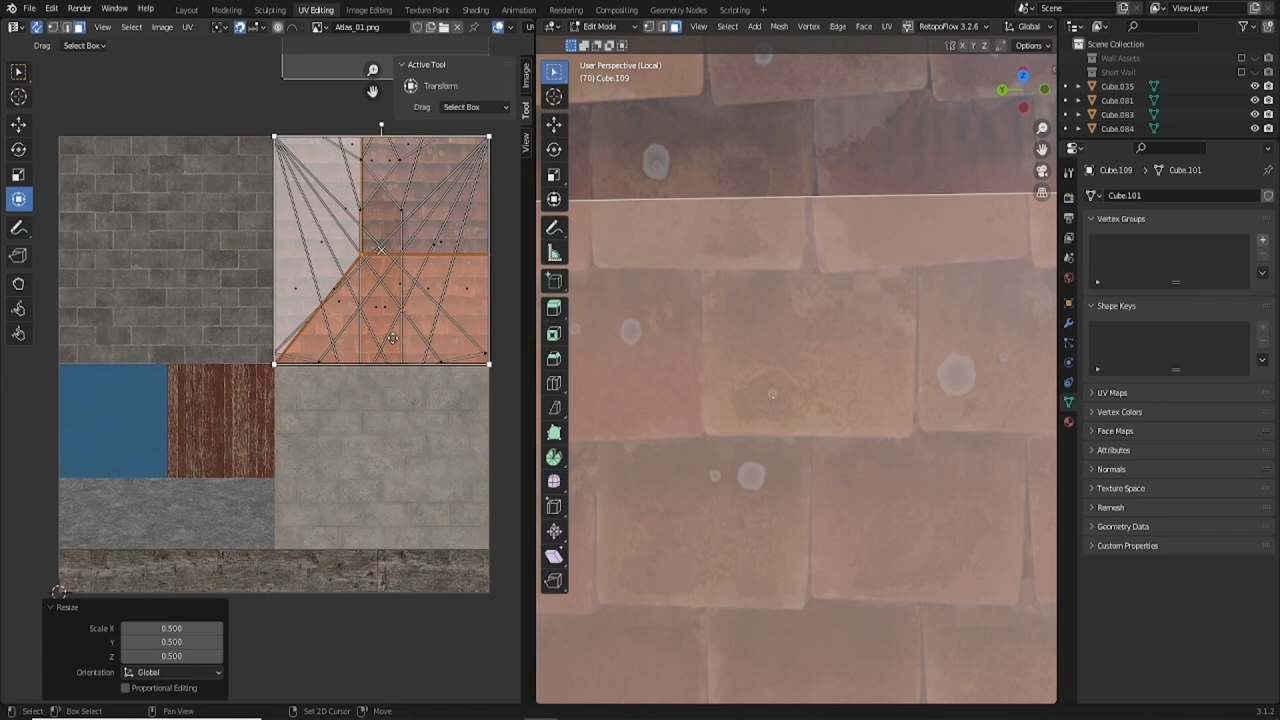 File Edit Render Window Help Layout Modeling Sculpting UV Editing Texture Paint Shading Animation Rendering Compositing Geometry Nodes Scripting + Scene ViewLayer
View Select Image UV Atlas_01.png Edit Mode View Select Add Mesh Vertex Edge Face UV RetopoFlow 3.2.6 Global
Drag: Select Box X Y Z Options
Active Tool
Transform
Drag: Select Box
Image
Tool
View
User Perspective (Local)
(70) Cube.109
Z
Y
Scene Collection
Wall Assets
Short Wall
Cube.035
Cube.081
Cube.083
Cube.084
Cube.109 Cube.101
Cube.101
Vertex Groups
Shape Keys
UV Maps
Vertex Colors
Face Maps
Attributes
Normals
Texture Space
Remesh
Geometry Data
Custom Properties
Resize
Scale X 0.500
Y 0.500
Z 0.500
Orientation Global
Proportional Editing
Select Box Select Pan View Set 2D Cursor Move 3.1.2